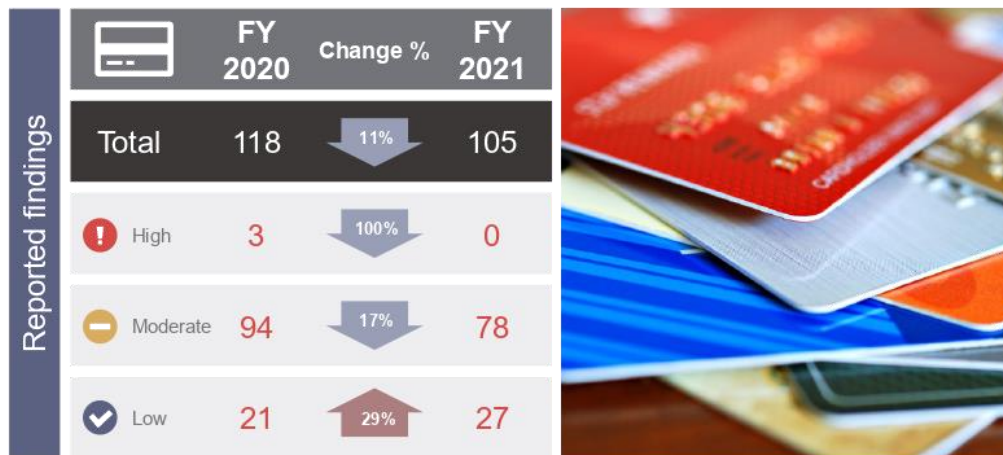 Reported findings
FY 2020 Change % FY 2021
Total 118 11% 105
High 3 100% 0
Moderate 94 17% 78
Low 21 29% 27